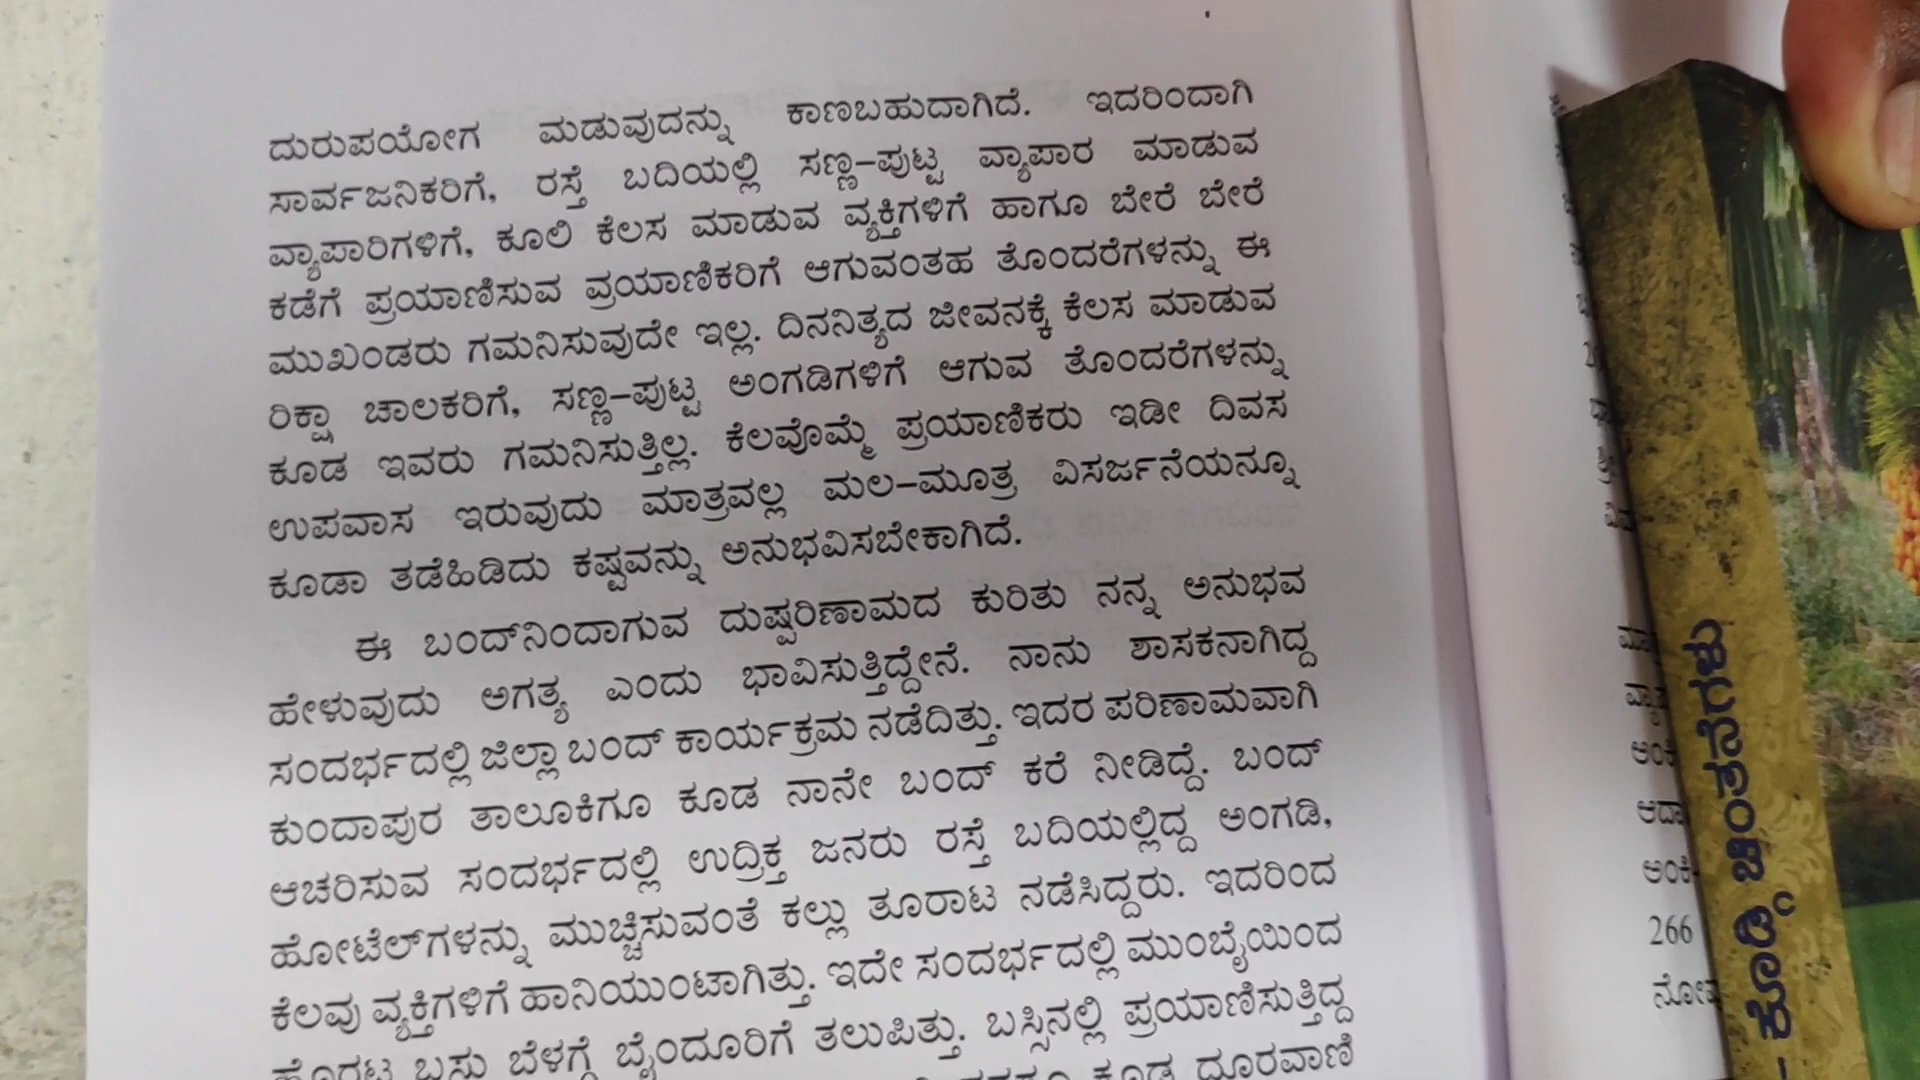 ದುರುಪಯೋಗ ಮಡುವುದನ್ನು ಕಾಣಬಹುದಾಗಿದೆ. ಇದರಿಂದಾಗಿ
ಸಾರ್ವಜನಿಕರಿಗೆ, ರಸ್ತೆ ಬದಿಯಲ್ಲಿ ಸಣ್ಣ-ಪುಟ್ಟ ವ್ಯಾಪಾರ ಮಾಡುವ
ವ್ಯಾಪಾರಿಗಳಿಗೆ, ಕೂಲಿ ಕೆಲಸ ಮಾಡುವ ವ್ಯಕ್ತಿಗಳಿಗೆ ಹಾಗೂ ಬೇರೆ ಬೇರೆ
ಕಡೆಗೆ ಪ್ರಯಾಣಿಸುವ ವ್ರಯಾಣಿಕರಿಗೆ ಆಗುವಂತಹ ತೊಂದರೆಗಳನ್ನು ಈ
ಮುಖಂಡರು ಗಮನಿಸುವುದೇ ಇಲ್ಲ. ದಿನನಿತ್ಯದ ಜೀವನಕ್ಕೆ ಕೆಲಸ ಮಾಡುವ
ರಿಕ್ಷಾ ಚಾಲಕರಿಗೆ, ಸಣ್ಣ-ಪುಟ್ಟ ಅಂಗಡಿಗಳಿಗೆ ಆಗುವ ತೊಂದರೆಗಳನ್ನು
ಕೂಡ ಇವರು ಗಮನಿಸುತ್ತಿಲ್ಲ. ಕೆಲವೊಮ್ಮೆ ಪ್ರಯಾಣಿಕರು ಇಡೀ ದಿವಸ
ಉಪವಾಸ ಇರುವುದು ಮಾತ್ರವಲ್ಲ ಮಲ-ಮೂತ್ರ ವಿಸರ್ಜನೆಯನ್ನೂ
ಕೂಡಾ ತಡೆಹಿಡಿದು ಕಷ್ಟವನ್ನು ಅನುಭವಿಸಬೇಕಾಗಿದೆ.
ಈ ಬಂದ್‌ನಿಂದಾಗುವ ದುಷ್ಪರಿಣಾಮದ ಕುರಿತು ನನ್ನ ಅನುಭವ
ಹೇಳುವುದು ಅಗತ್ಯ ಎಂದು ಭಾವಿಸುತ್ತಿದ್ದೇನೆ. ನಾನು ಶಾಸಕನಾಗಿದ್ದ
ಸಂದರ್ಭದಲ್ಲಿ ಜಿಲ್ಲಾ ಬಂದ್ ಕಾರ್ಯಕ್ರಮ ನಡೆದಿತ್ತು. ಇದರ ಪರಿಣಾಮವಾಗಿ
ಕುಂದಾಪುರ ತಾಲೂಕಿಗೂ ಕೂಡ ನಾನೇ ಬಂದ್ ಕರೆ ನೀಡಿದ್ದೆ. ಬಂದ್
ಆಚರಿಸುವ ಸಂದರ್ಭದಲ್ಲಿ ಉದ್ರಿಕ್ತ ಜನರು ರಸ್ತೆ ಬದಿಯಲ್ಲಿದ್ದ ಅಂಗಡಿ,
ಹೋಟೆಲ್‌ಗಳನ್ನು ಮುಚ್ಚಿಸುವಂತೆ ಕಲ್ಲು ತೂರಾಟ ನಡೆಸಿದ್ದರು. ಇದರಿಂದ
ಕೆಲವು ವ್ಯಕ್ತಿಗಳಿಗೆ ಹಾನಿಯುಂಟಾಗಿತ್ತು. ಇದೇ ಸಂದರ್ಭದಲ್ಲಿ ಮುಂಬೈಯಿಂದ
ಹೊರಟ ಬಸು ಬೆಳಗ್ಗೆ ಬೈಂದೂರಿಗೆ ತಲುಪಿತ್ತು. ಬಸ್ಸಿನಲ್ಲಿ ಪ್ರಯಾಣಿಸುತ್ತಿದ್ದ
ಕೂಡ ದೂರವಾಣಿ
266
ಕೊಡ್ಗಿ ಚಿಂತನೆಗಳು